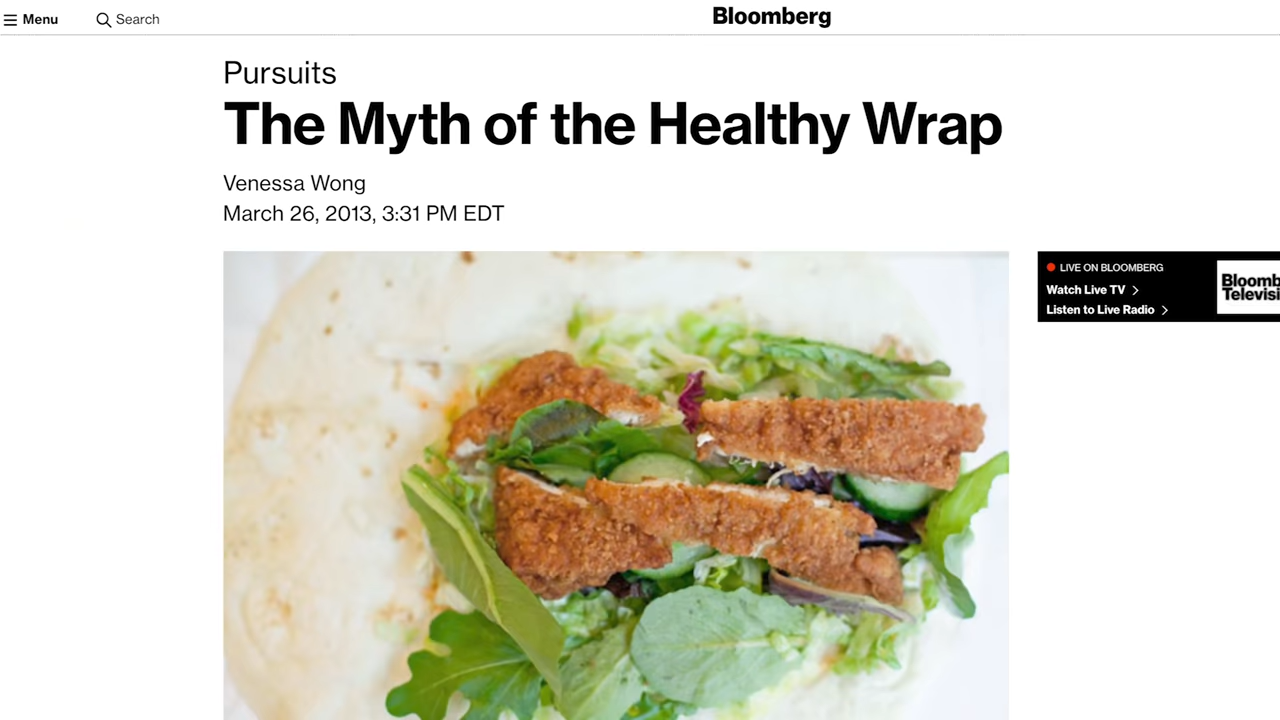 Menu
Search
Bloomberg
Pursuits
The Myth of the Healthy Wrap
Venessa Wong
March 26, 2013, 3:31 PM EDT
LIVE ON BLOOMBERG
Watch Live TV
Listen to Live Radio